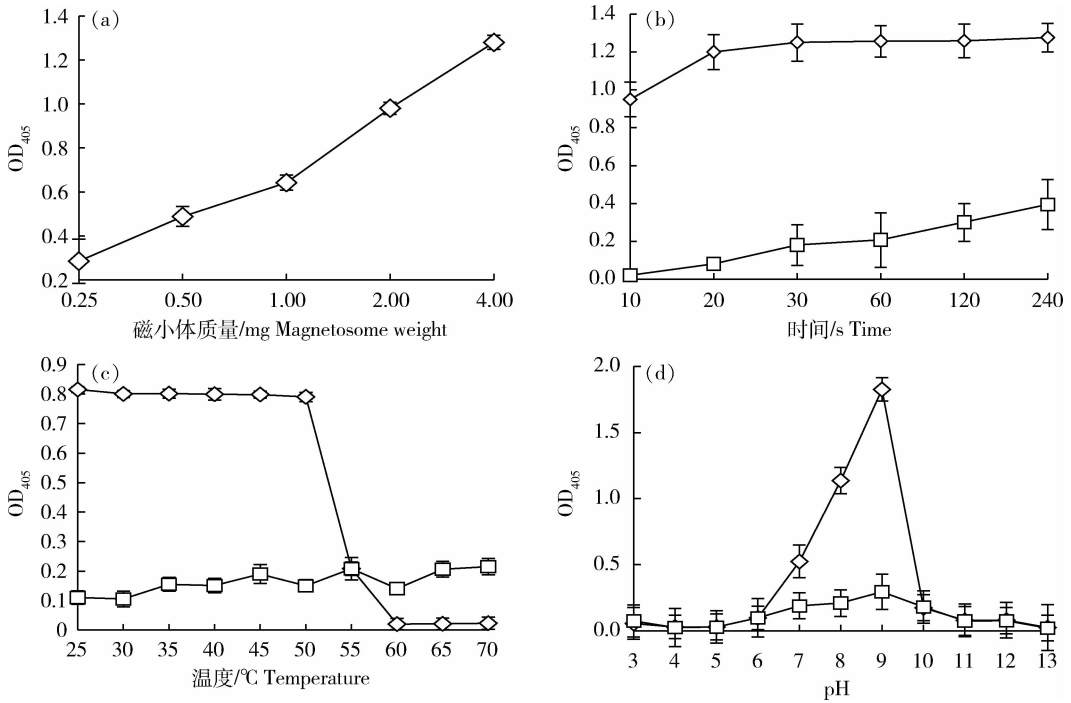 (a)
1.4
1.2
1.0
0.8
0.6
0.4
0.2
OD405
0.25 0.50 1.00 2.00 4.00
磁小体质量/mg Magnetosome weight
(b)
1.4
1.2
1.0
0.8
0.6
0.4
0.2
0.0
OD405
10 20 30 60 120 240
时间/s Time
(c)
0.9
0.8
0.7
0.6
0.5
0.4
0.3
0.2
0.1
0
OD405
25 30 35 40 45 50 55 60 65 70
温度/℃ Temperature
(d)
2.0
1.5
1.0
0.5
0.0
OD405
3 4 5 6 7 8 9 10 11 12 13
pH